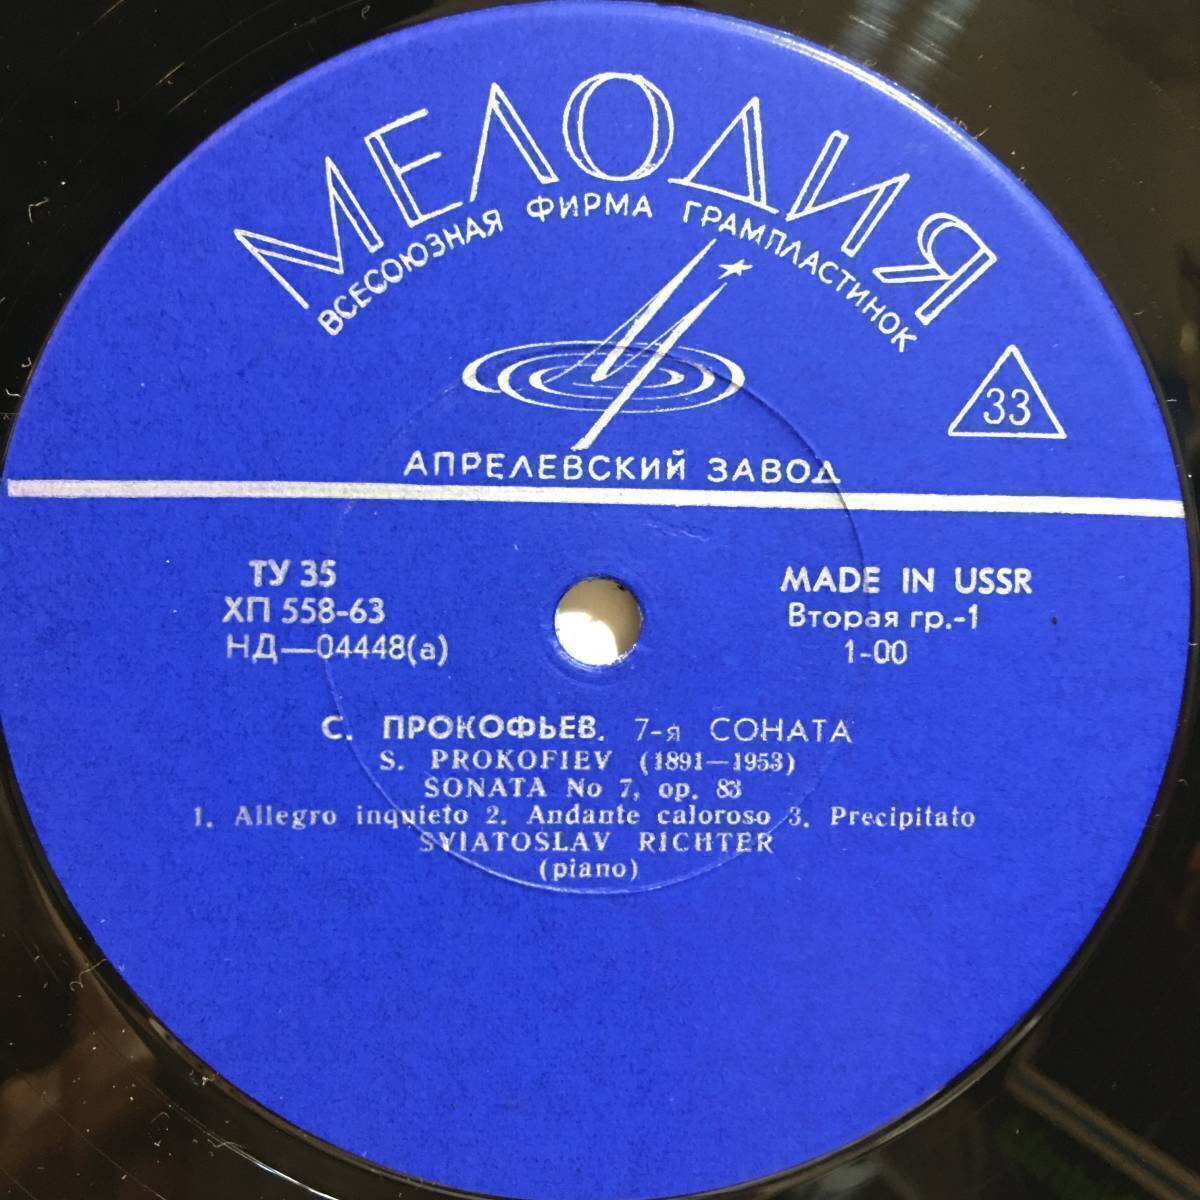 МЕЛОДИЯ
ВСЕСОЮЗНАЯ ФИРМА ГРАМПЛАСТИНОК
33
АПРЕЛЕВСКИЙ ЗАВОД
ТУ 35
ХП 558-63
НД—04448(а)
MADE IN USSR
Вторая гр.-1
1-00
С. ПРОКОФЬЕВ. 7-я СОНАТА
S. PROKOFIEV (1891—1953)
SONATA No 7, op. 83
1. Allegro inquieto 2. Andante caloroso 3. Precipitato
SVIATOSLAV RICHTER
(piano)